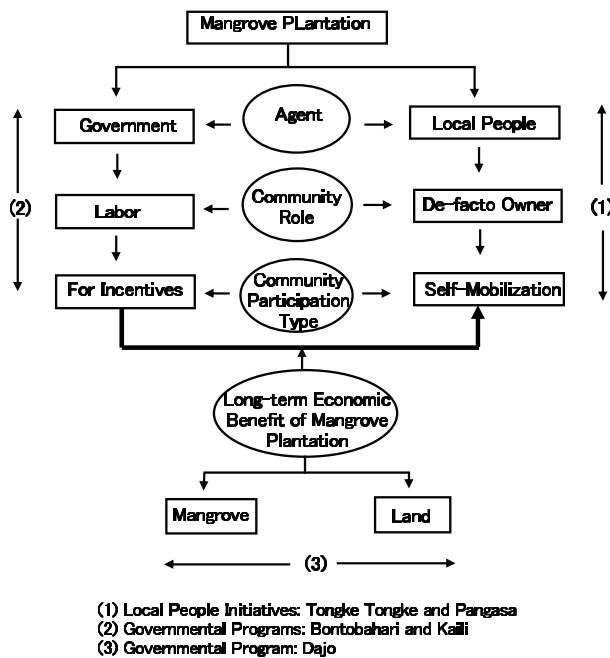 Mangrove PLantation
Agent
Government
Local People
(2)
Community
Role
(1)
Labor
De-facto Owner
For Incentives
Community
Participation
Type
Self-Mobilization
Long-term Economic
Benefit of Mangrove
Plantation
Mangrove
Land
(3)
(1) Local People Initiatives: Tongke Tongke and Pangasa
(2) Governmental Programs: Bontobahari and Kailli
(3) Governmental Program: Dajo